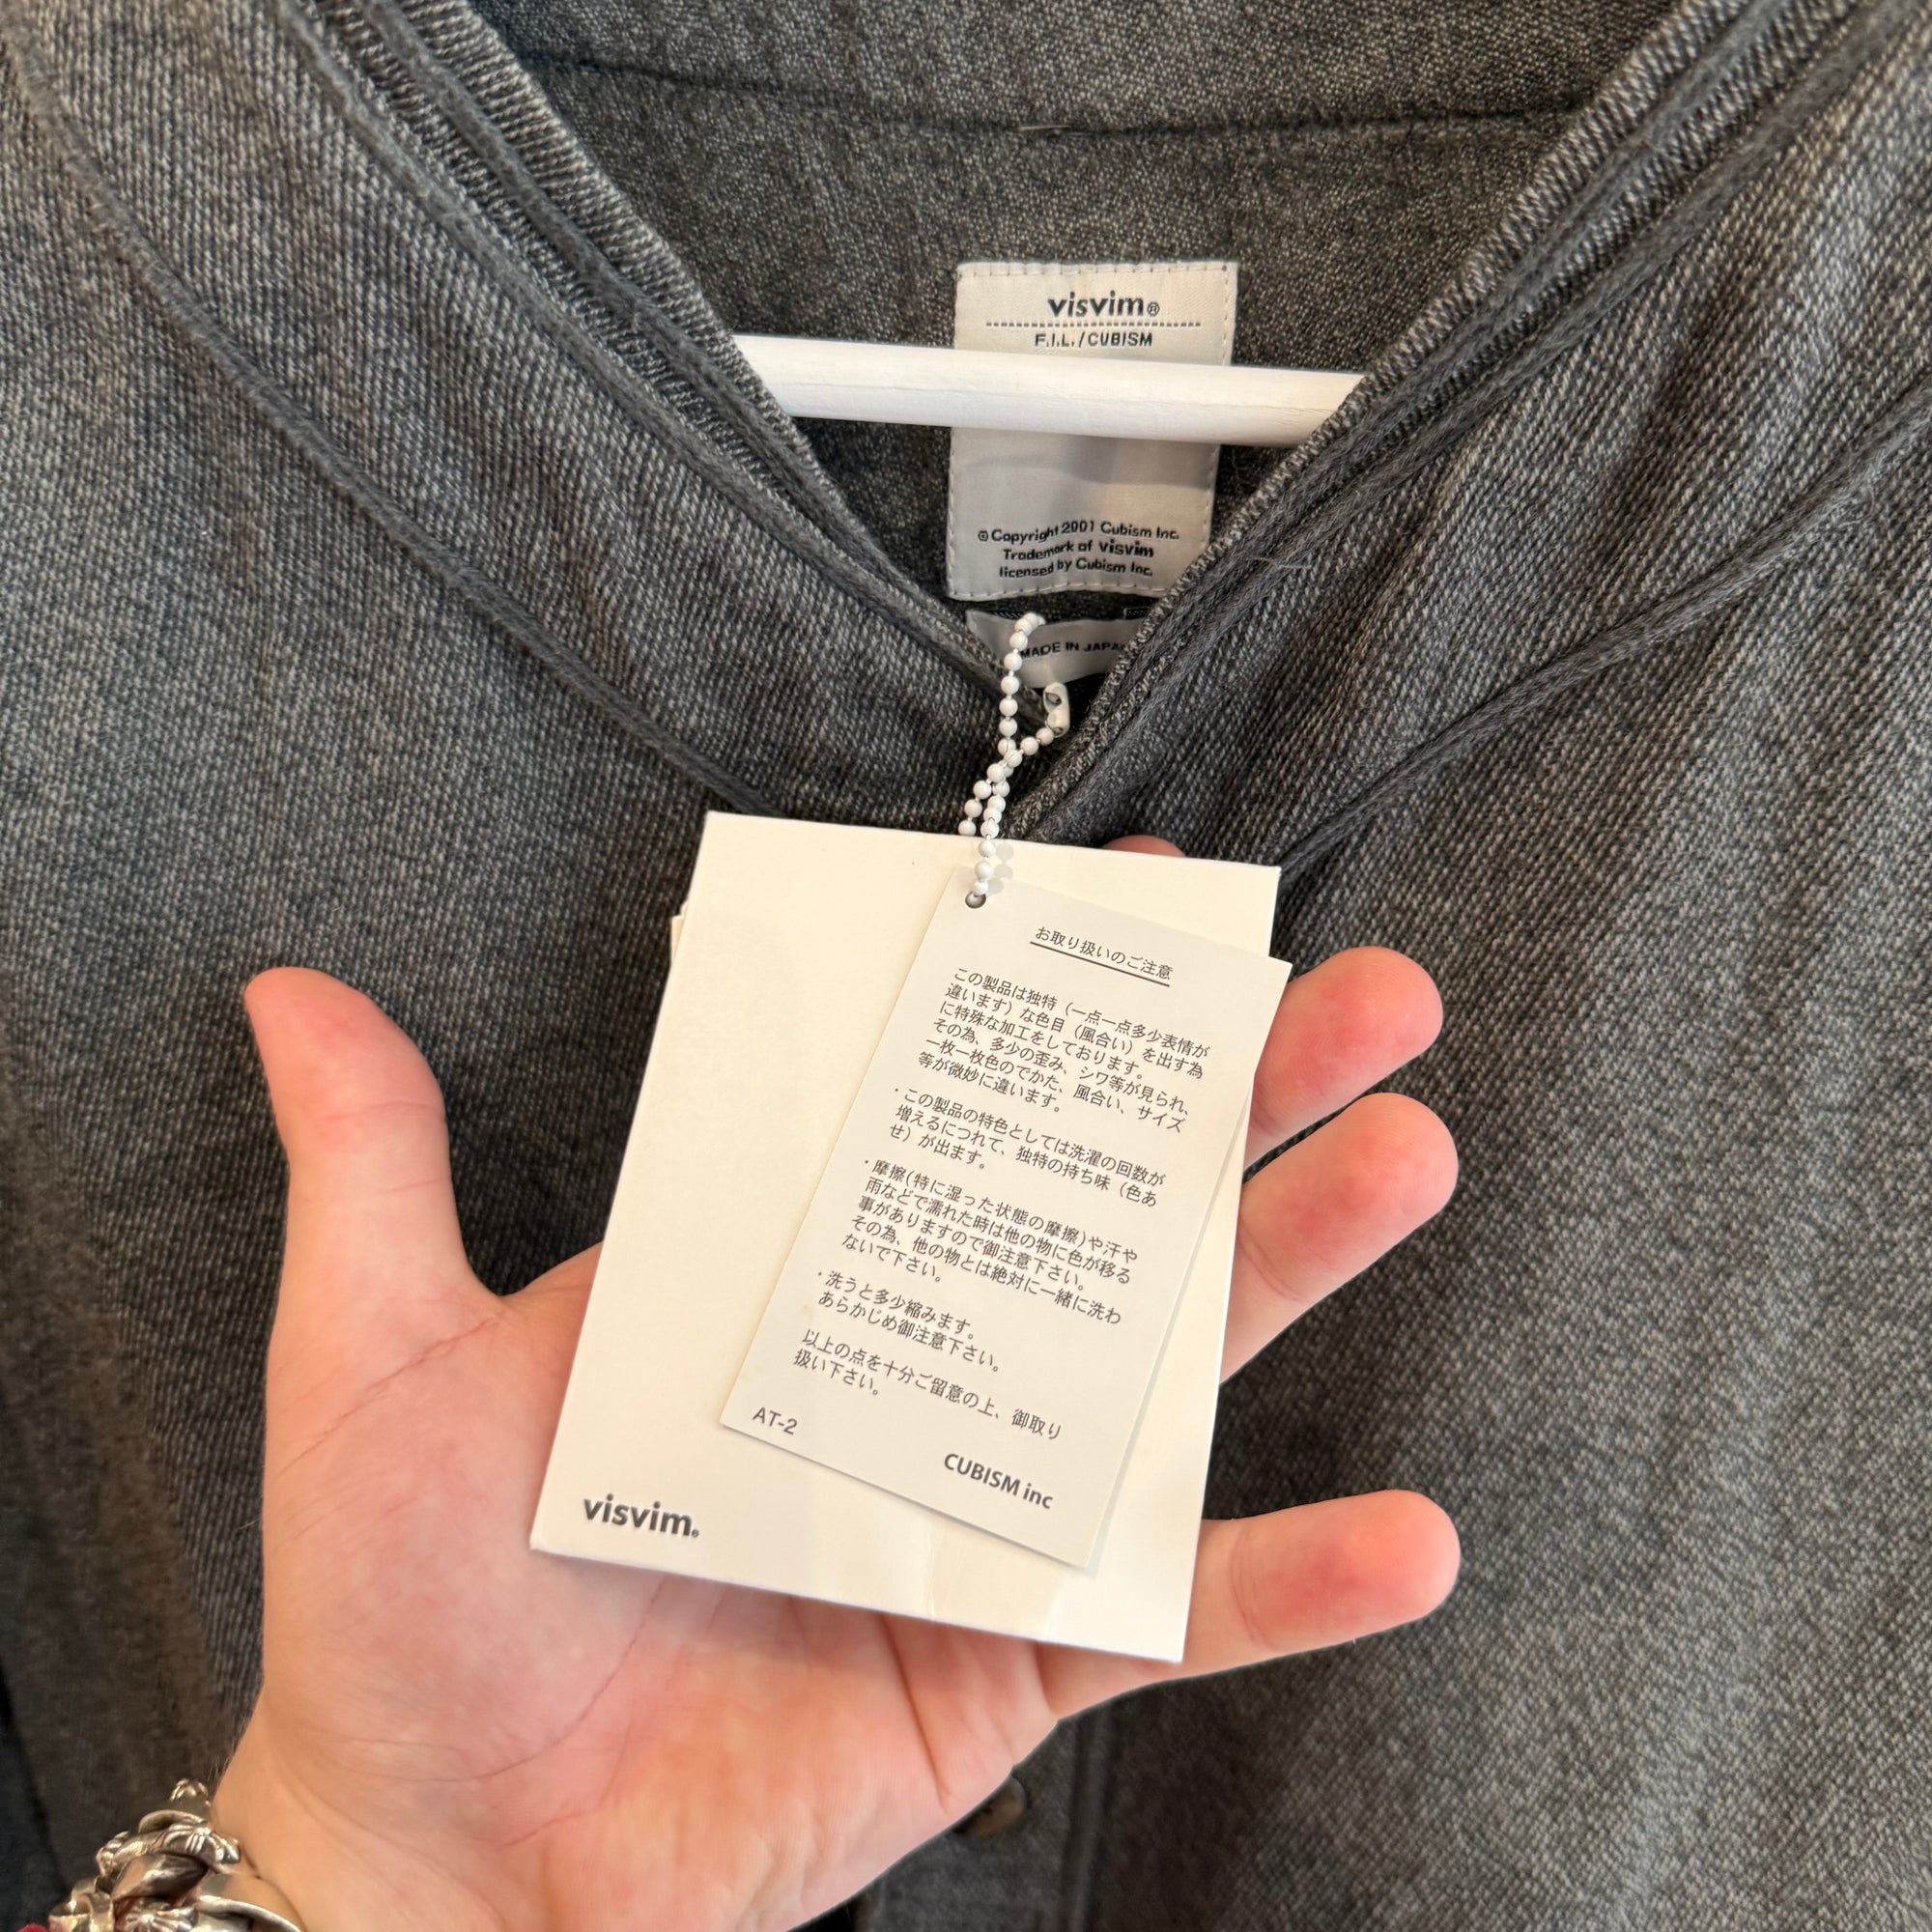 visvim®
F.I.L./CUBISM
© Copyright 2001 Cubism Inc.
Trademark of visvim
licensed by Cubism Inc.
MADE IN JAPAN
お取り扱いのご注意
この製品は独特（一点一点多少表情が
違います）な色目（風合い）を出す為
に特殊な加工をしております。
その為、多少の歪み、シワ等が見られ、
一枚一枚色のでかた、風合い、サイズ
等が微妙に違います。
・この製品の特色としては洗濯の回数が
増えるにつれて、独特の持ち味（色あ
せ）が出ます。
・摩擦(特に湿った状態の摩擦)や汗や
雨などで濡れた時は他の物に色が移る
事がありますので御注意下さい。
その為、他の物とは絶対に一緒に洗わ
ないで下さい。
・洗うと多少縮みます。
あらかじめ御注意下さい。
以上の点を十分ご留意の上、御取り
扱い下さい。
AT-2
CUBISM inc
visvim®